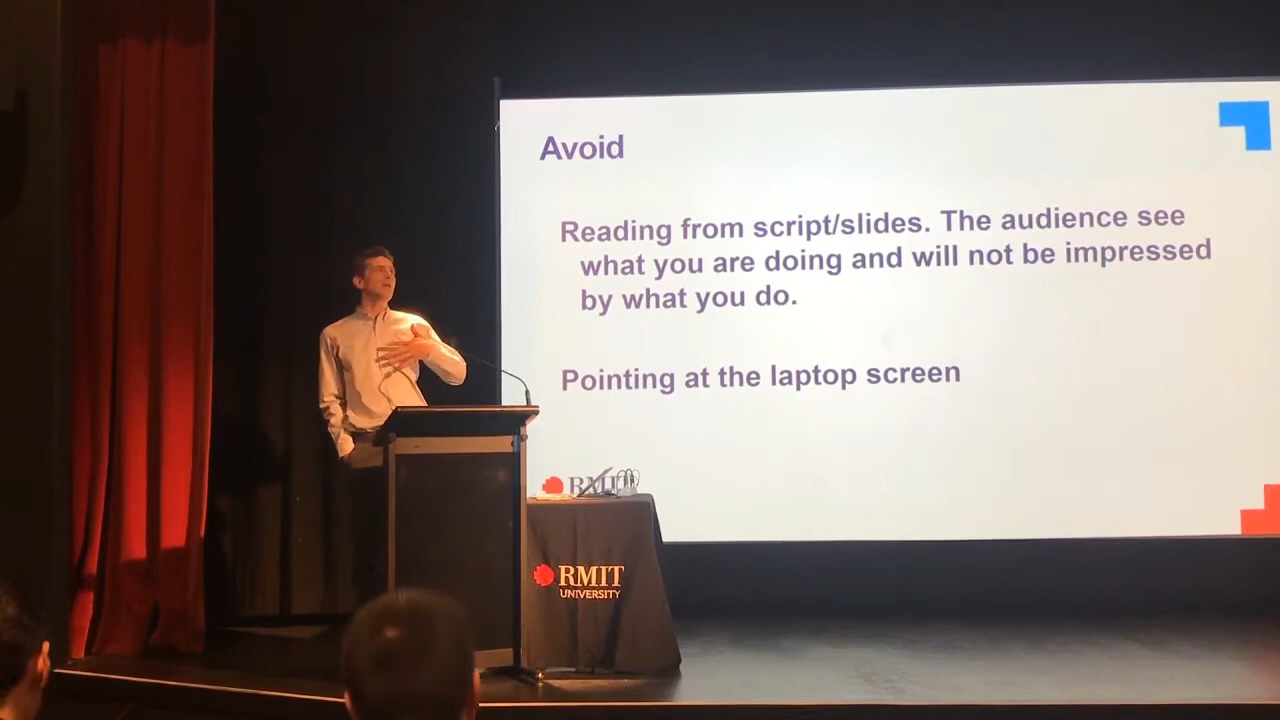 Avoid
Reading from script/slides. The audience see
what you are doing and will not be impressed
by what you do.
Pointing at the laptop screen
RMIT
RMIT
UNIVERSITY